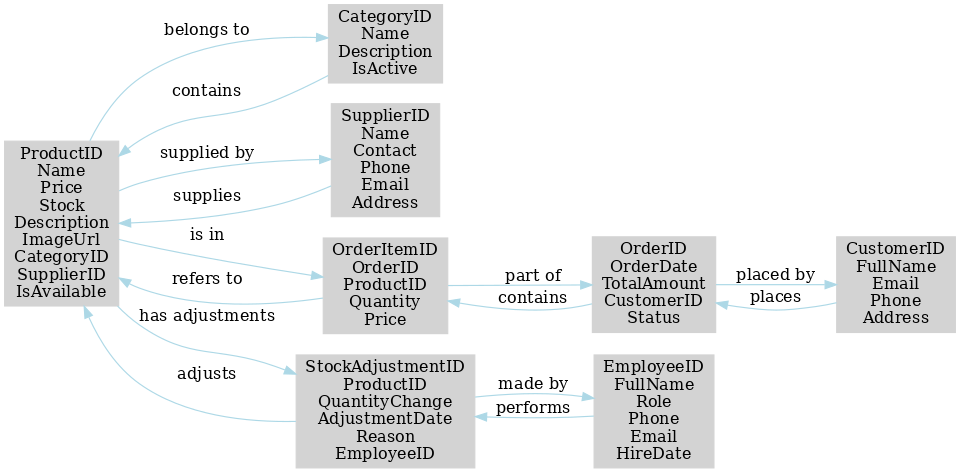 ProductID
Name
Price
Stock
Description
ImageUrl
CategoryID
SupplierID
IsAvailable
belongs to
contains
supplied by
supplies
is in
refers to
has adjustments
adjusts
CategoryID
Name
Description
IsActive
SupplierID
Name
Contact
Phone
Email
Address
OrderItemID
OrderID
ProductID
Quantity
Price
StockAdjustmentID
ProductID
QuantityChange
AdjustmentDate
Reason
EmployeeID
part of
contains
made by
performs
OrderID
OrderDate
TotalAmount
CustomerID
Status
EmployeeID
FullName
Role
Phone
Email
HireDate
placed by
places
CustomerID
FullName
Email
Phone
Address